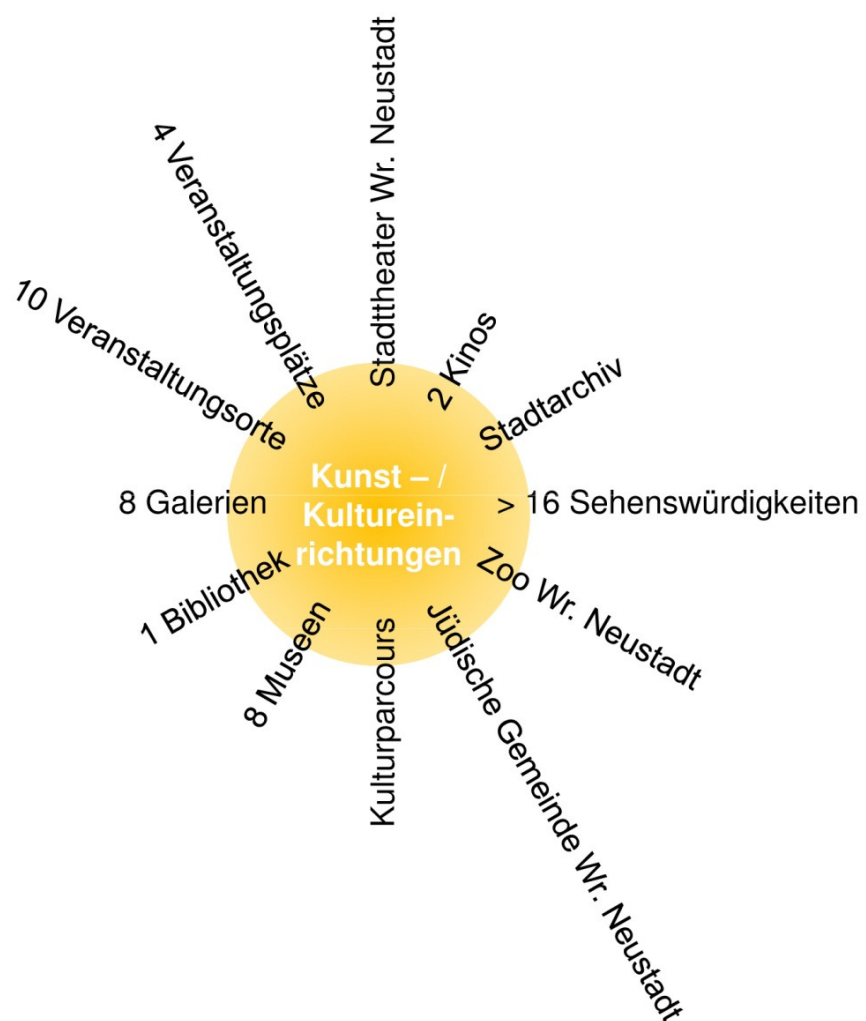 Kunst – /
Kulturein-
richtungen
Stadttheater Wr. Neustadt
2 Kinos
Stadtarchiv
> 16 Sehenswürdigkeiten
Zoo Wr. Neustadt
Jüdische Gemeinde Wr. Neustadt
Kulturparcours
8 Museen
1 Bibliothek
8 Galerien
10 Veranstaltungsorte
4 Veranstaltungsplätze